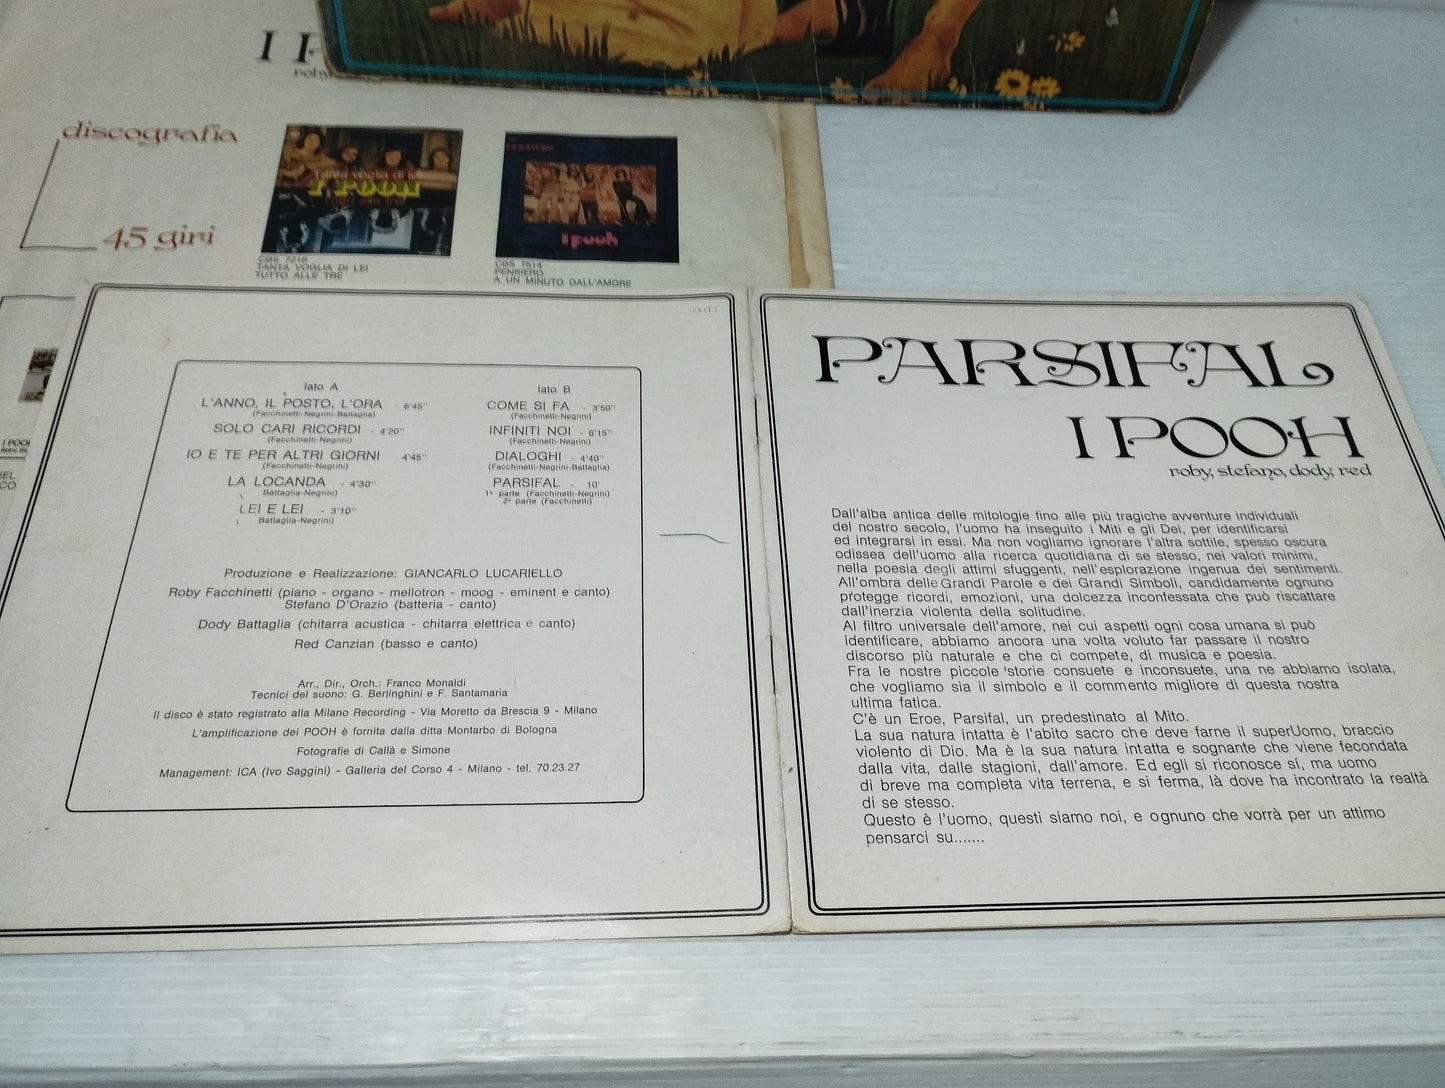 discografia
45 giri
Tanta voglia di lei
I POOH
CBS 7216
TANTA VOGLIA DI LEI
TUTTO ALLE TRE
PENSIERO
i pooh
CBS 7514
PENSIERO
A UN MINUTO DALL'AMORE
lato A
L'ANNO, IL POSTO, L'ORA - 6'45''
(Facchinetti-Negrini-Battaglia)
SOLO CARI RICORDI - 4'20''
(Facchinetti-Negrini)
IO E TE PER ALTRI GIORNI 4'45''
(Facchinetti-Negrini)
LA LOCANDA - 4'30''
Battaglia-Negrini)
LEI E LEI - 3'10''
Battaglia-Negrini)
lato B
COME SI FA - 3'50''
(Facchinetti-Negrini)
INFINITI NOI - 6'15''
(Facchinetti-Negrini)
DIALOGHI - 4'40''
(Facchinetti-Negrini-Battaglia)
PARSIFAL - 10'
1ª parte (Facchinetti-Negrini)
2ª parte (Facchinetti)
Produzione e Realizzazione: GIANCARLO LUCARIELLO
Roby Facchinetti (piano - organo - mellotron - moog - eminent e canto)
Stefano D'Orazio (batteria - canto)
Dody Battaglia (chitarra acustica - chitarra elettrica e canto)
Red Canzian (basso e canto)
Arr., Dir., Orch.: Franco Monaldi
Tecnici del suono: G. Berlinghini e F. Santamaria
Il disco è stato registrato alla Milano Recording - Via Moretto da Brescia 9 - Milano
L'amplificazione dei POOH è fornita dalla ditta Montarbo di Bologna
Fotografie di Callà e Simone
Management: ICA (Ivo Saggini) - Galleria del Corso 4 - Milano - tel. 70.23.27
PARSIFAL
I POOH
roby, stefano, dody, red
Dall'alba antica delle mitologie fino alle più tragiche avventure individuali
del nostro secolo, l'uomo ha inseguito i Miti e gli Dei, per identificarsi
ed integrarsi in essi. Ma non vogliamo ignorare l'altra sottile, spesso oscura
odissea dell'uomo alla ricerca quotidiana di se stesso, nei valori minimi,
nella poesia degli attimi sfuggenti, nell'esplorazione ingenua dei sentimenti.
All'ombra delle Grandi Parole e dei Grandi Simboli, candidamente ognuno
protegge ricordi, emozioni, una dolcezza inconfessata che può riscattare
dall'inerzia violenta della solitudine.
Al filtro universale dell'amore, nei cui aspetti ogni cosa umana si può
identificare, abbiamo ancora una volta voluto far passare il nostro
discorso più naturale e che ci compete, di musica e poesia.
Fra le nostre piccole storie consuete e inconsuete, una ne abbiamo isolata,
che vogliamo sia il simbolo e il commento migliore di questa nostra
ultima fatica.
C'è un Eroe, Parsifal, un predestinato al Mito.
La sua natura intatta è l'abito sacro che deve farne il superUomo, braccio
violento di Dio. Ma è la sua natura intatta e sognante che viene fecondata
dalla vita, dalle stagioni, dall'amore. Ed egli si riconosce sí, ma uomo
di breve ma completa vita terrena, e si ferma, là dove ha incontrato la realtà
di se stesso.
Questo è l'uomo, questi siamo noi, e ognuno che vorrà per un attimo
pensarci su.......